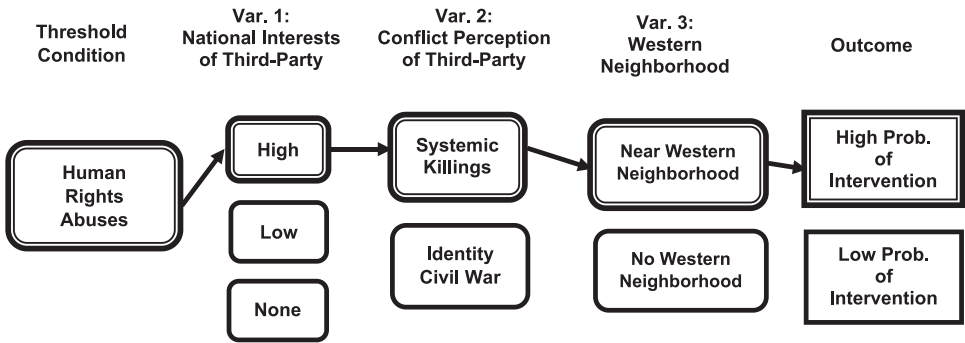 Threshold
Condition
Var. 1:
National Interests
of Third-Party
Var. 2:
Conflict Perception
of Third-Party
Var. 3:
Western
Neighborhood
Outcome
Human
Rights
Abuses
High
Low
None
Systemic
Killings
Identity
Civil War
Near Western
Neighborhood
No Western
Neighborhood
High Prob.
of
Intervention
Low Prob.
of
Intervention